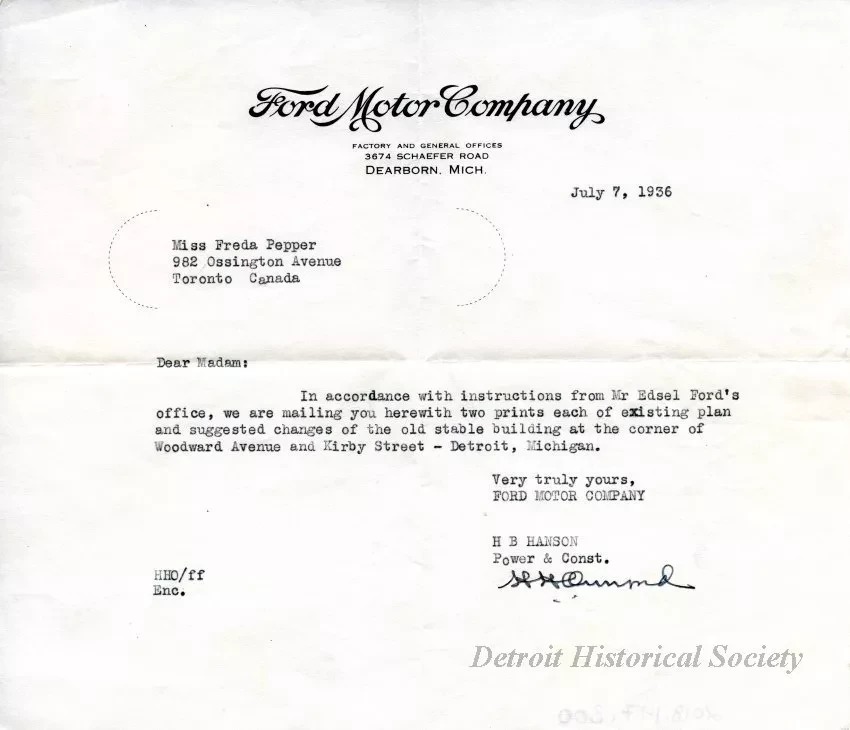 Ford Motor Company
FACTORY AND GENERAL OFFICES
3674 SCHAEFER ROAD
DEARBORN, MICH.
July 7, 1936
Miss Freda Pepper
982 Ossington Avenue
Toronto Canada
Dear Madam:
In accordance with instructions from Mr Edsel Ford's
office, we are mailing you herewith two prints each of existing plan
and suggested changes of the old stable building at the corner of
Woodward Avenue and Kirby Street - Detroit, Michigan.
Very truly yours,
FORD MOTOR COMPANY
H B HANSON
Power & Const.
HHO/ff
Enc.
Detroit Historical Society